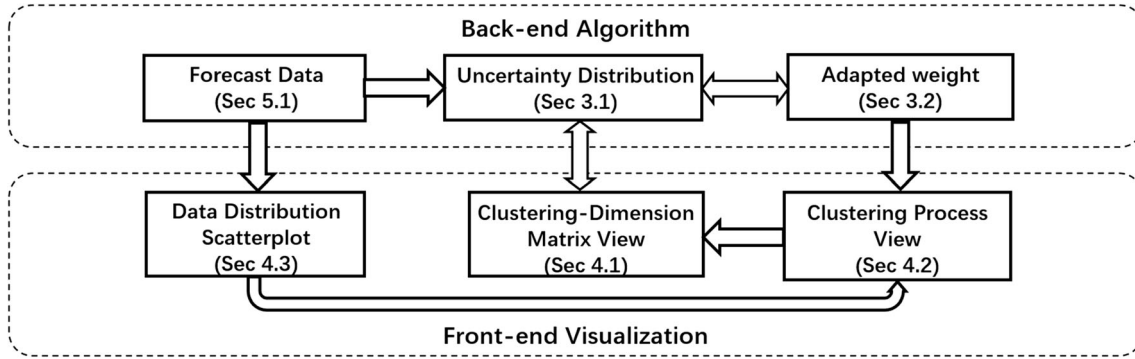 Back-end Algorithm
Forecast Data
(Sec 5.1)
Uncertainty Distribution
(Sec 3.1)
Adapted weight
(Sec 3.2)
Data Distribution
Scatterplot
(Sec 4.3)
Clustering-Dimension
Matrix View
(Sec 4.1)
Clustering Process
View
(Sec 4.2)
Front-end Visualization